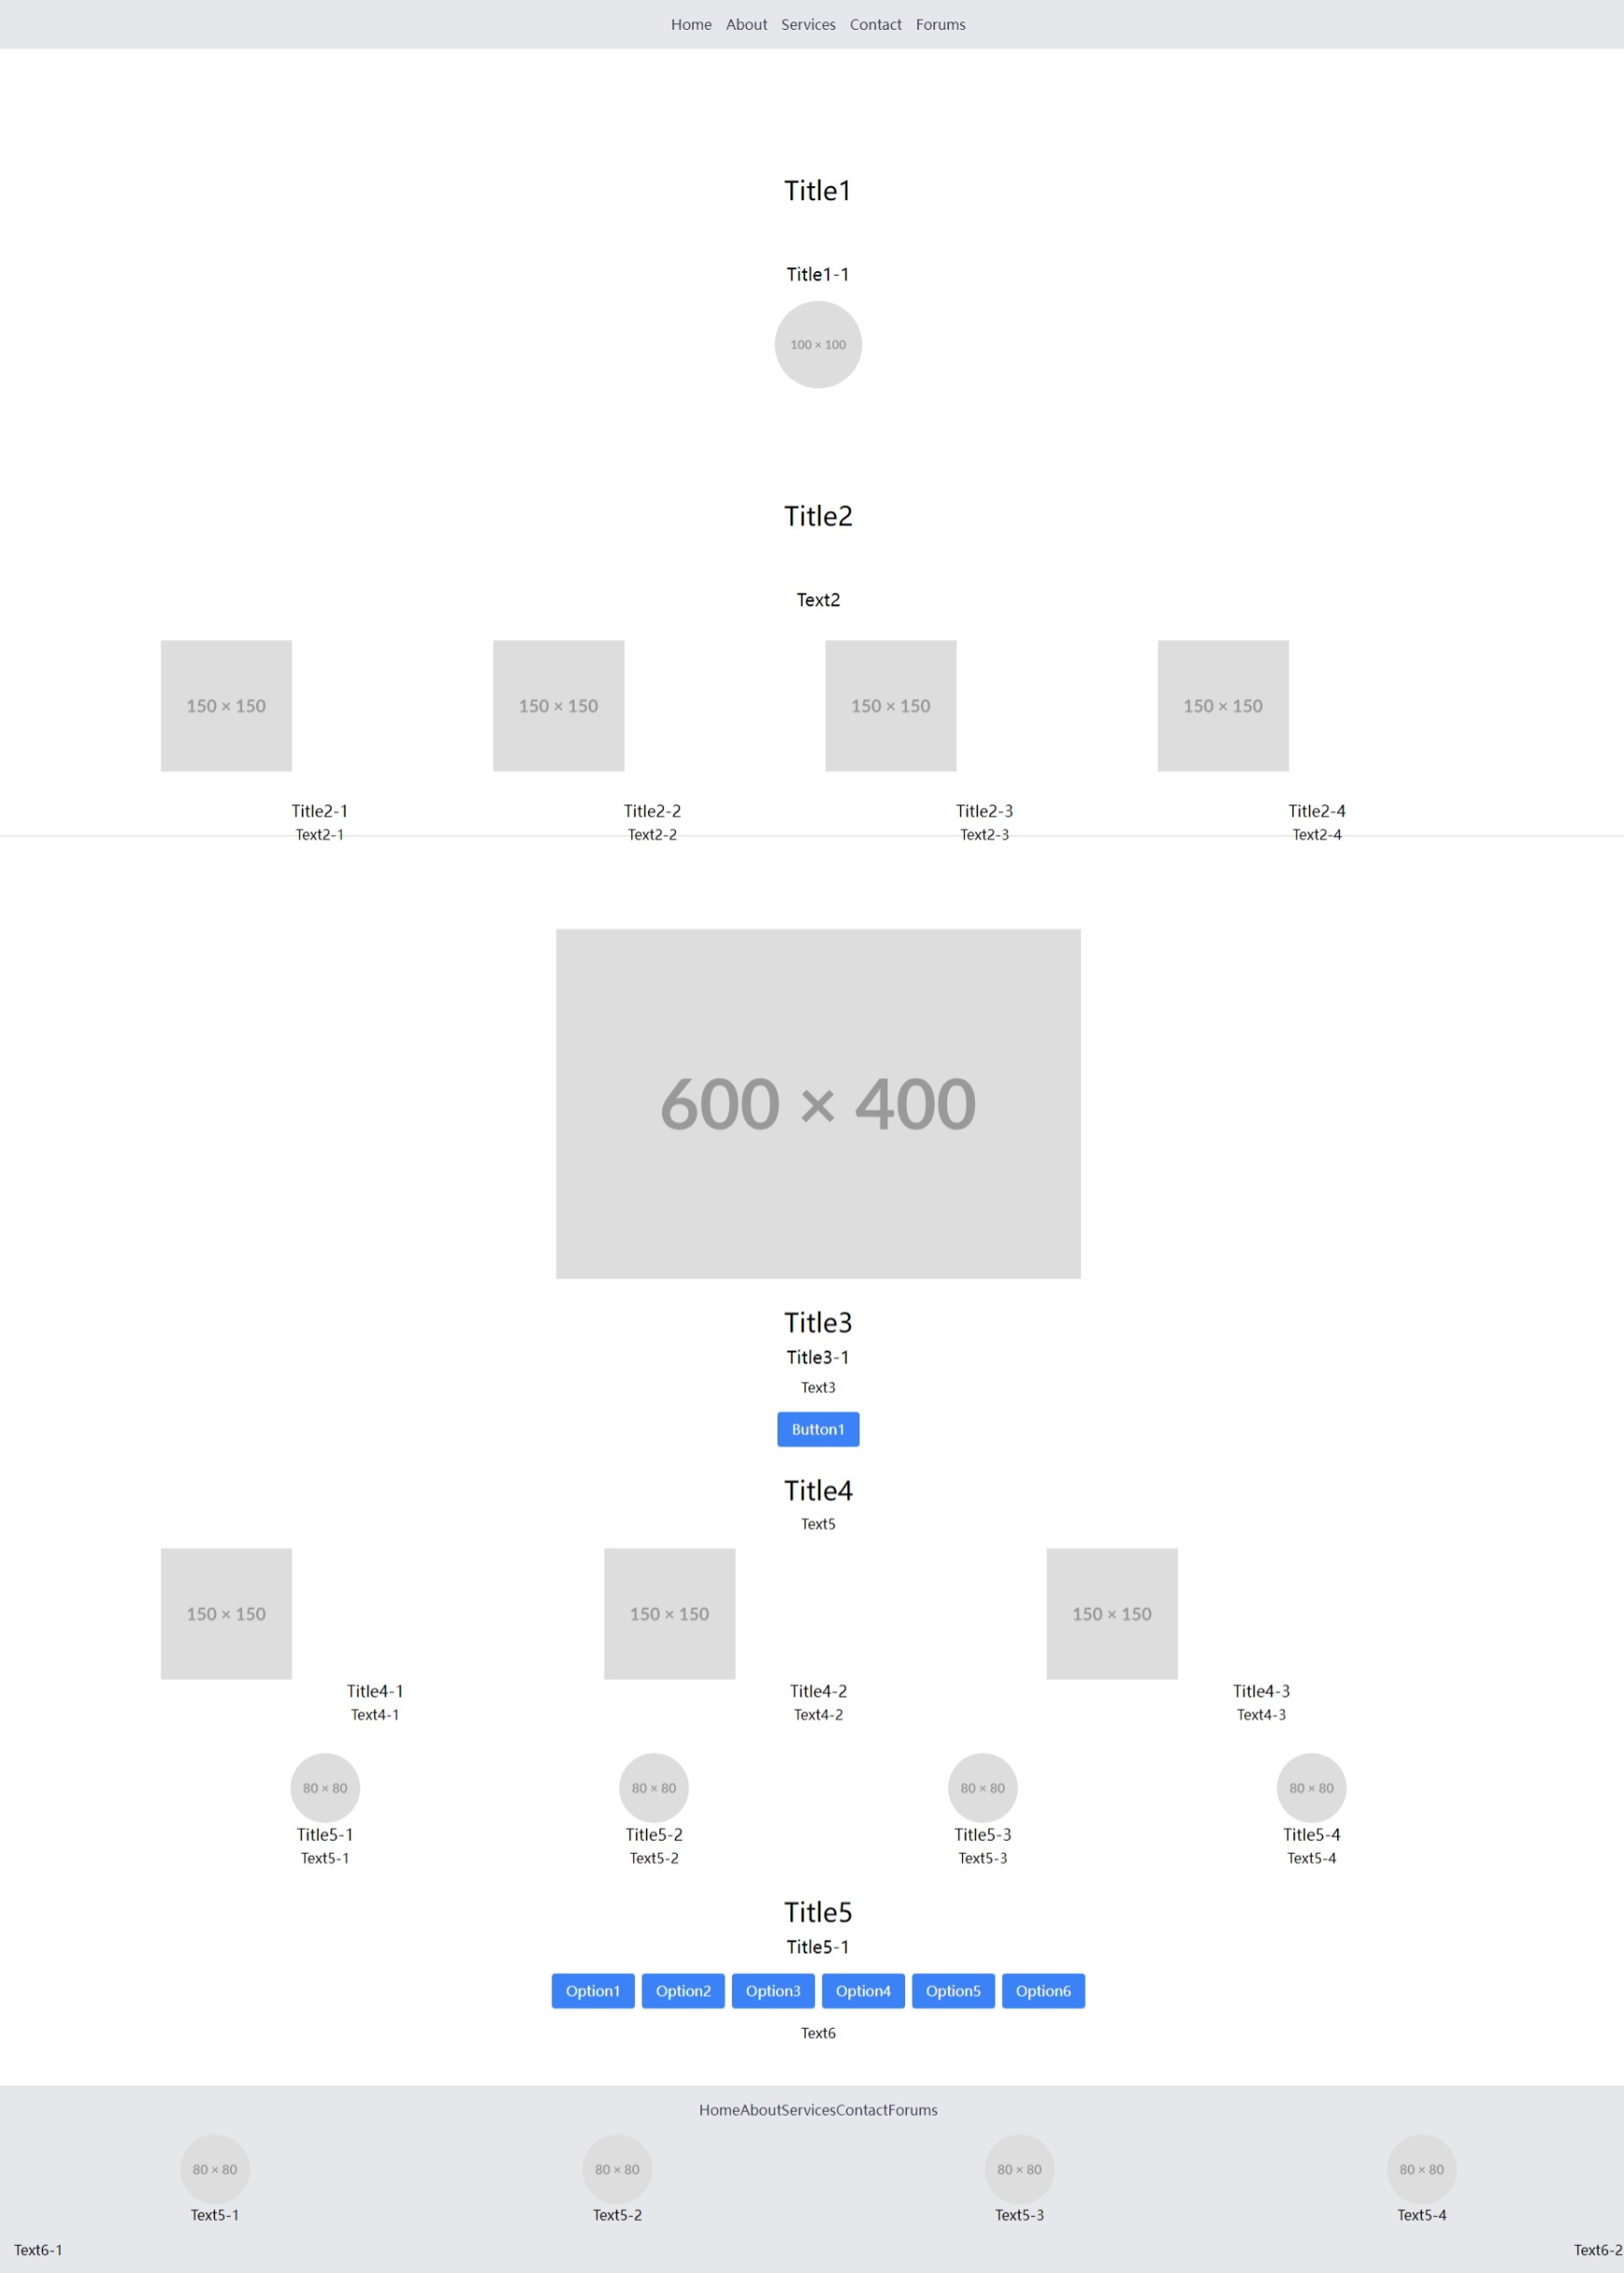 Home About Services Contact Forums
Title1
Title1-1
100 × 100
Title2
Text2
150 × 150 150 × 150 150 × 150 150 × 150
Title2-1 Title2-2 Title2-3 Title2-4
Text2-1 Text2-2 Text2-3 Text2-4
600 × 400
Title3
Title3-1
Text3
Button1
Title4
Text5
150 × 150 150 × 150 150 × 150
Title4-1 Title4-2 Title4-3
Text4-1 Text4-2 Text4-3
80 × 80 80 × 80 80 × 80 80 × 80
Title5-1 Title5-2 Title5-3 Title5-4
Text5-1 Text5-2 Text5-3 Text5-4
Title5
Title5-1
Option1 Option2 Option3 Option4 Option5 Option6
Text6
HomeAboutServicesContactForums
80 × 80 80 × 80 80 × 80 80 × 80
Text5-1 Text5-2 Text5-3 Text5-4
Text6-1 Text6-2